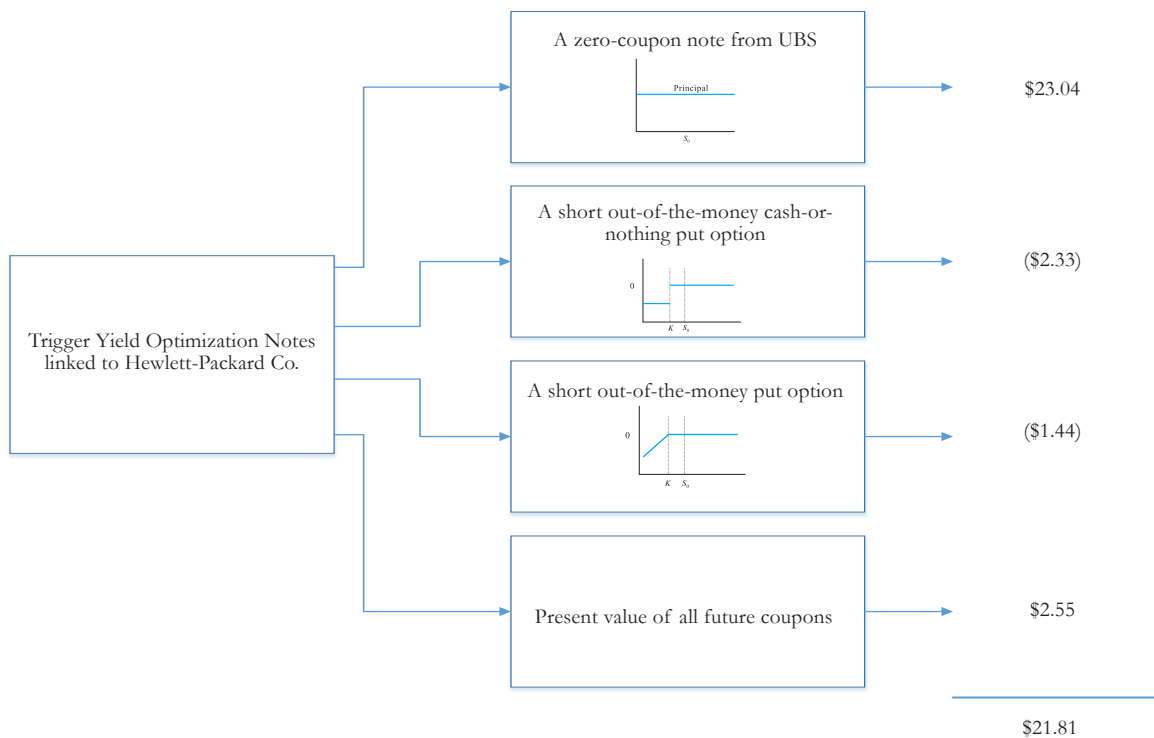 A zero-coupon note from UBS
Principal
S0
$23.04
A short out-of-the-money cash-or-
nothing put option
0
K
S0
($2.33)
Trigger Yield Optimization Notes
linked to Hewlett-Packard Co.
A short out-of-the-money put option
0
K
S0
($1.44)
Present value of all future coupons
$2.55
$21.81